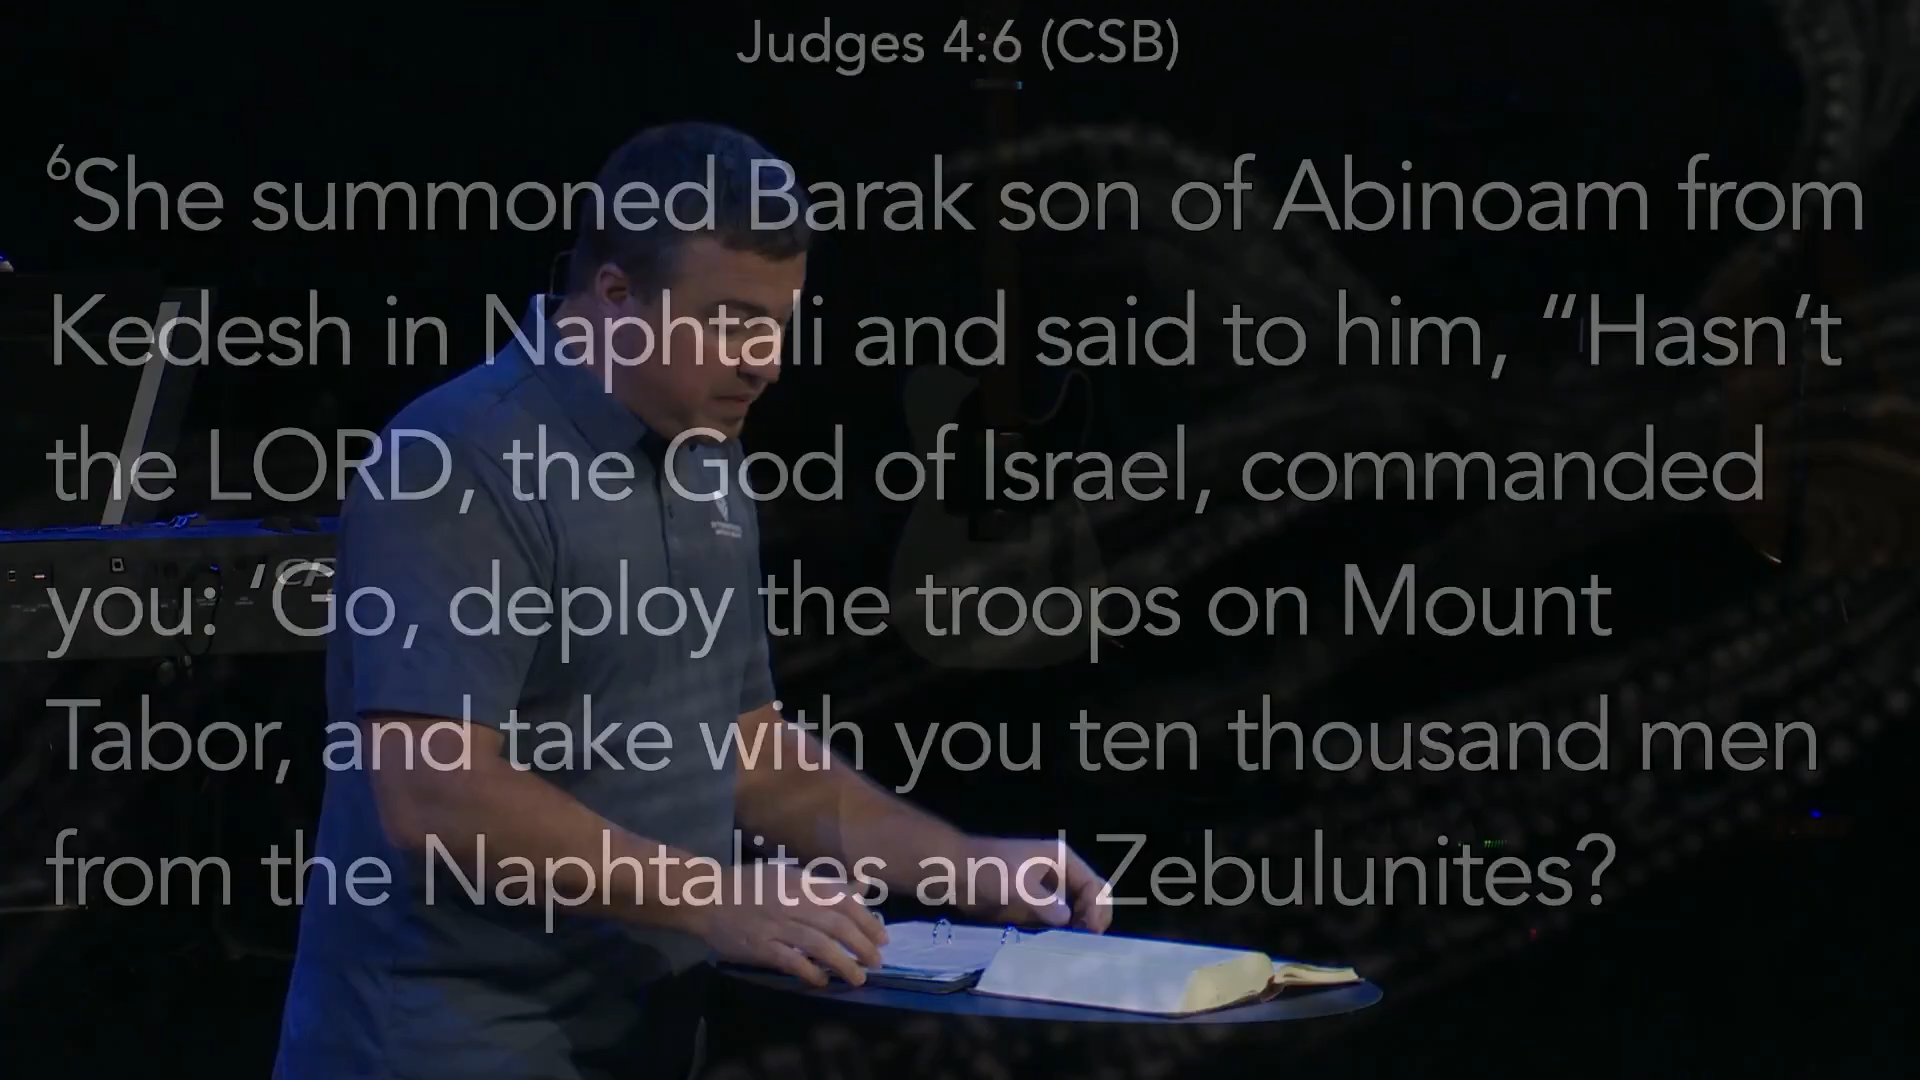 Judges 4:6 (CSB)
6She summoned Barak son of Abinoam from
Kedesh in Naphtali and said to him, “Hasn’t
the LORD, the God of Israel, commanded
you: ‘Go, deploy the troops on Mount
Tabor, and take with you ten thousand men
from the Naphtalites and Zebulunites?